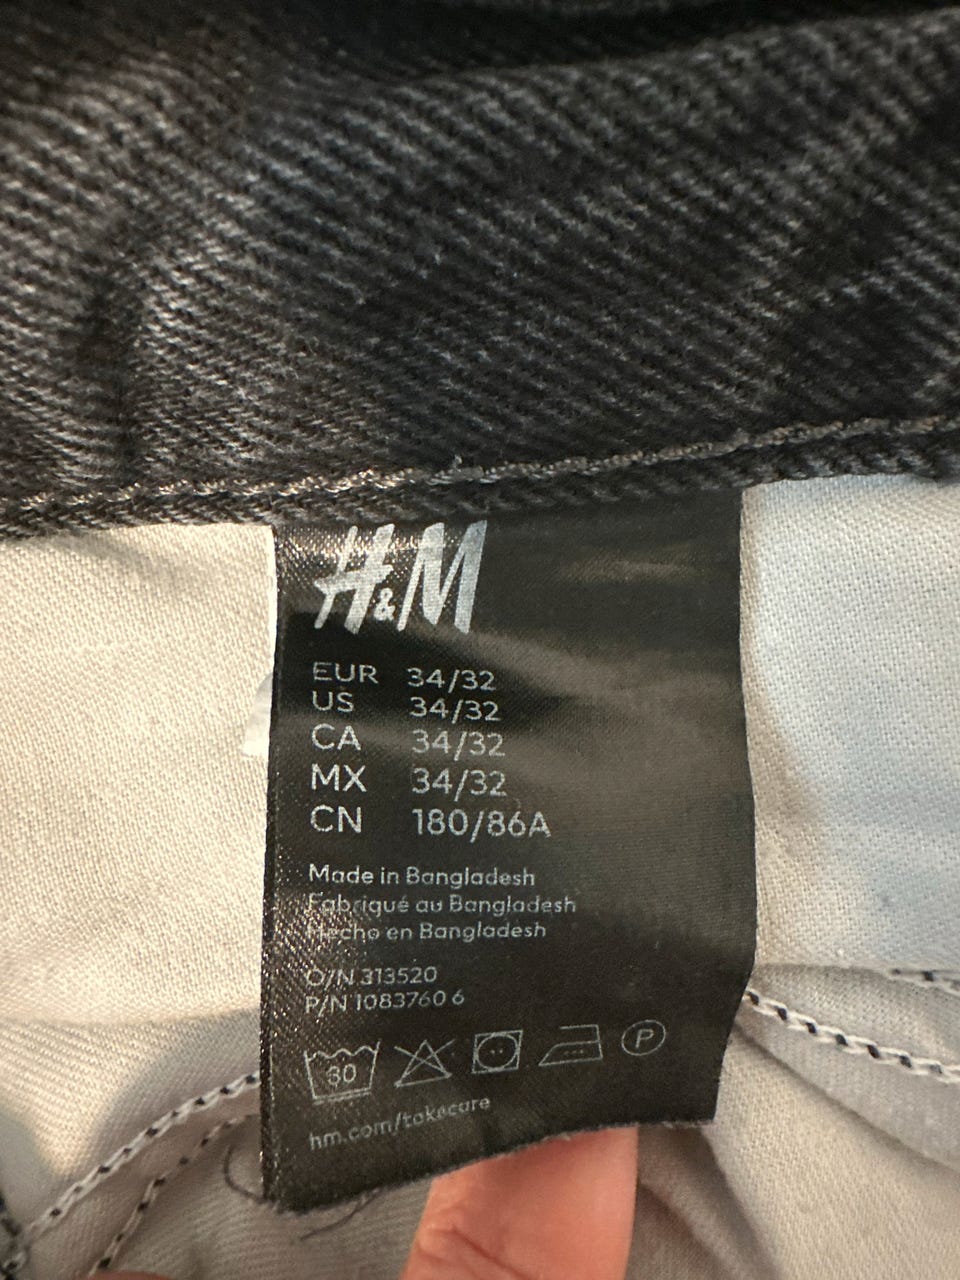 H&M
EUR 34/32
US 34/32
CA 34/32
MX 34/32
CN 180/86A
Made in Bangladesh
Fabriqué au Bangladesh
Hecho en Bangladesh
O/N 313520
P/N 1083760 6
30 P
hm.com/takecare